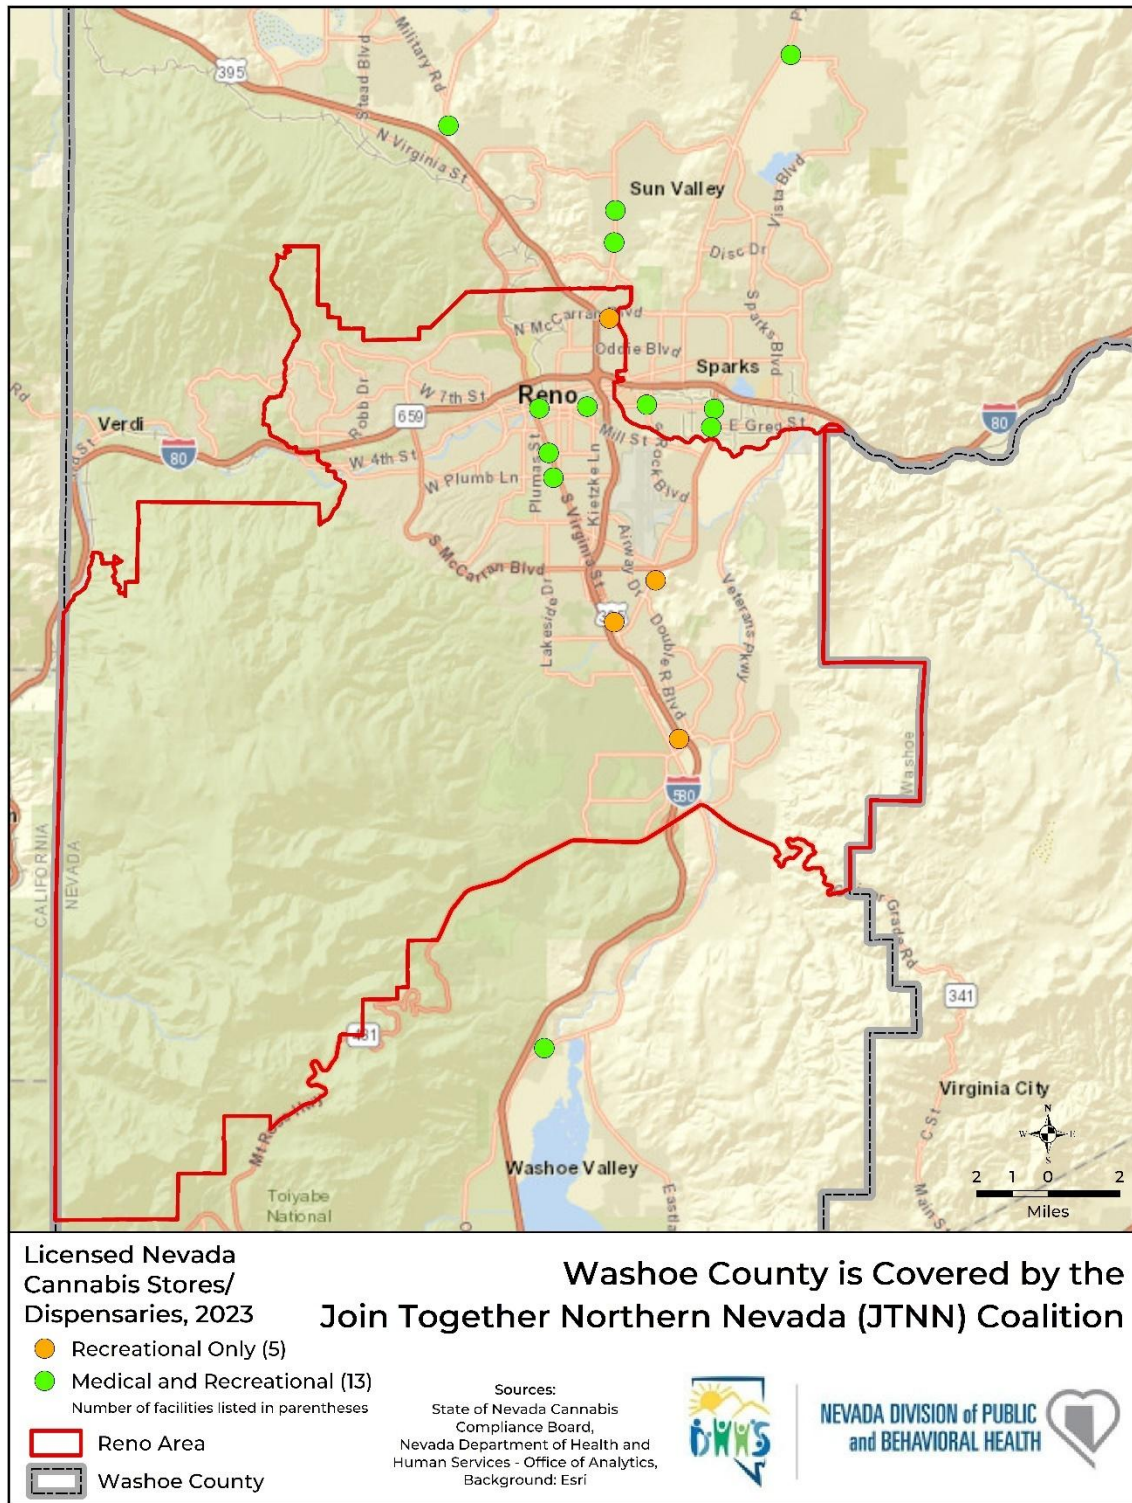 Military Rd
Py
395
Stead Blvd
N Virginia St
Sun Valley
Vista Blvd
Disc Dr
Sparks Blvd
N McCarran Blvd
Oddie Blvd
Sparks
Rd
Robb Dr
W 7th St
Reno
659
Verdi
80
E Greg St
80
W 4th St
Mill St
S Rock Blvd
W Plumb Ln
Plumas St
Kietzke Ln
S Virginia St
S McCarran Blvd
Airway Dr
Lakeside Dr
Double R Blvd
Veterans Pkwy
Washoe
580
CALIFORNIA
NEVADA
Grade Rd
341
431
Virginia City
C St
Mt Rose Hwy
N
W E
S
Washoe Valley
2 1 0 2
Miles
Toiyabe
National
Eastla
Main S
Licensed Nevada
Cannabis Stores/
Dispensaries, 2023
Recreational Only (5)
Medical and Recreational (13)
Number of facilities listed in parentheses
Reno Area
Washoe County
Washoe County is Covered by the
Join Together Northern Nevada (JTNN) Coalition
Sources:
State of Nevada Cannabis
Compliance Board,
Nevada Department of Health and
Human Services - Office of Analytics,
Background: Esri
DHHS
NEVADA DIVISION of PUBLIC
and BEHAVIORAL HEALTH